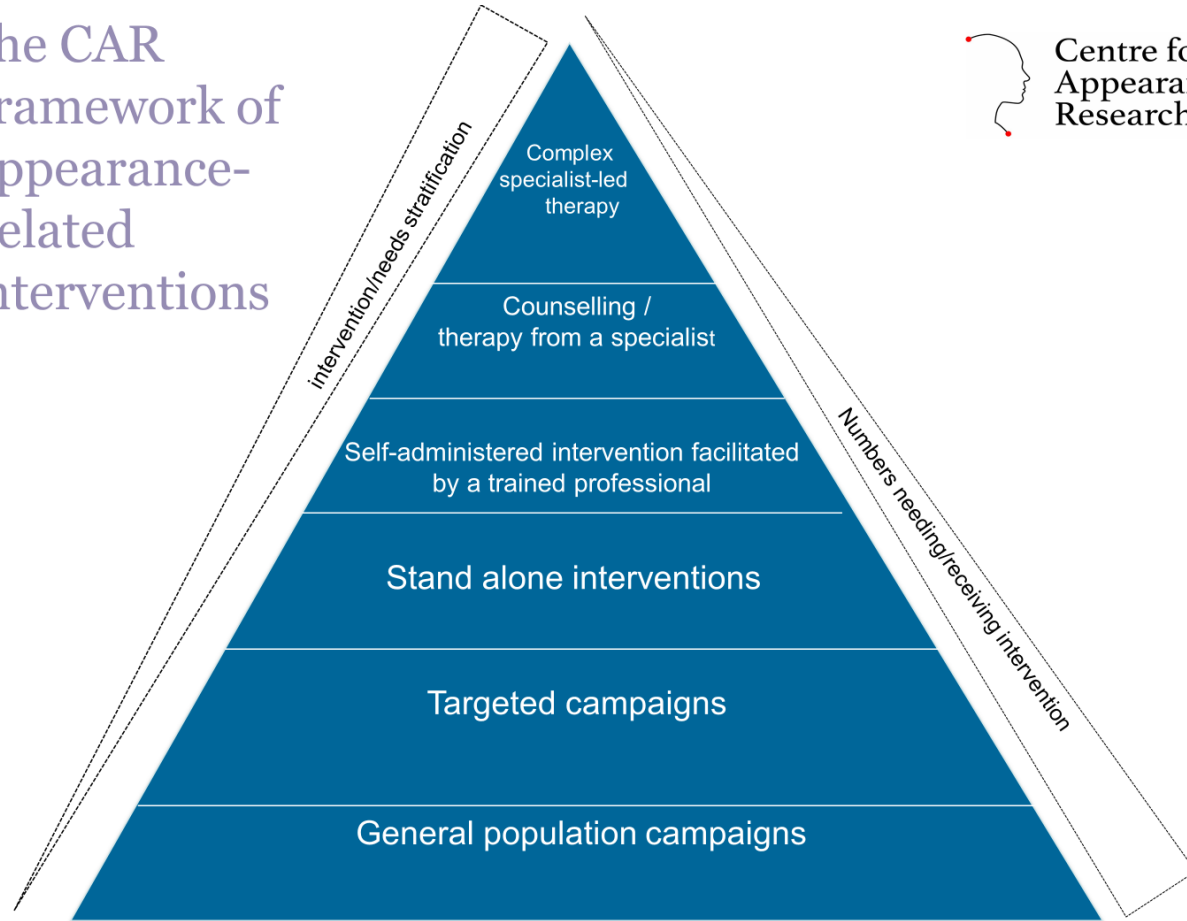 he CAR
ramework of
ppearance-
elated
nterventions
Centre fo
Appeara
Research
intervention/needs stratification
Numbers needing/receiving intervention
Complex
specialist-led
therapy
Counselling /
therapy from a specialist
Self-administered intervention facilitated
by a trained professional
Stand alone interventions
Targeted campaigns
General population campaigns